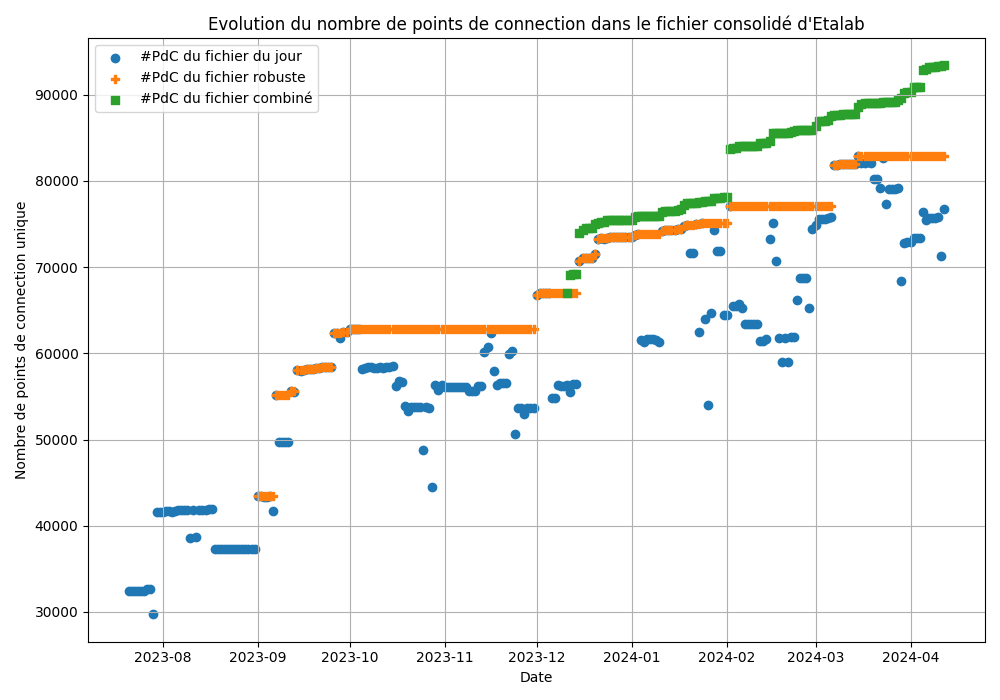 Evolution du nombre de points de connection dans le fichier consolidé d'Etalab
#PdC du fichier du jour
#PdC du fichier robuste
#PdC du fichier combiné
Nombre de points de connection unique
90000
80000
70000
60000
50000
40000
30000
2023-08 2023-09 2023-10 2023-11 2023-12 2024-01 2024-02 2024-03 2024-04
Date